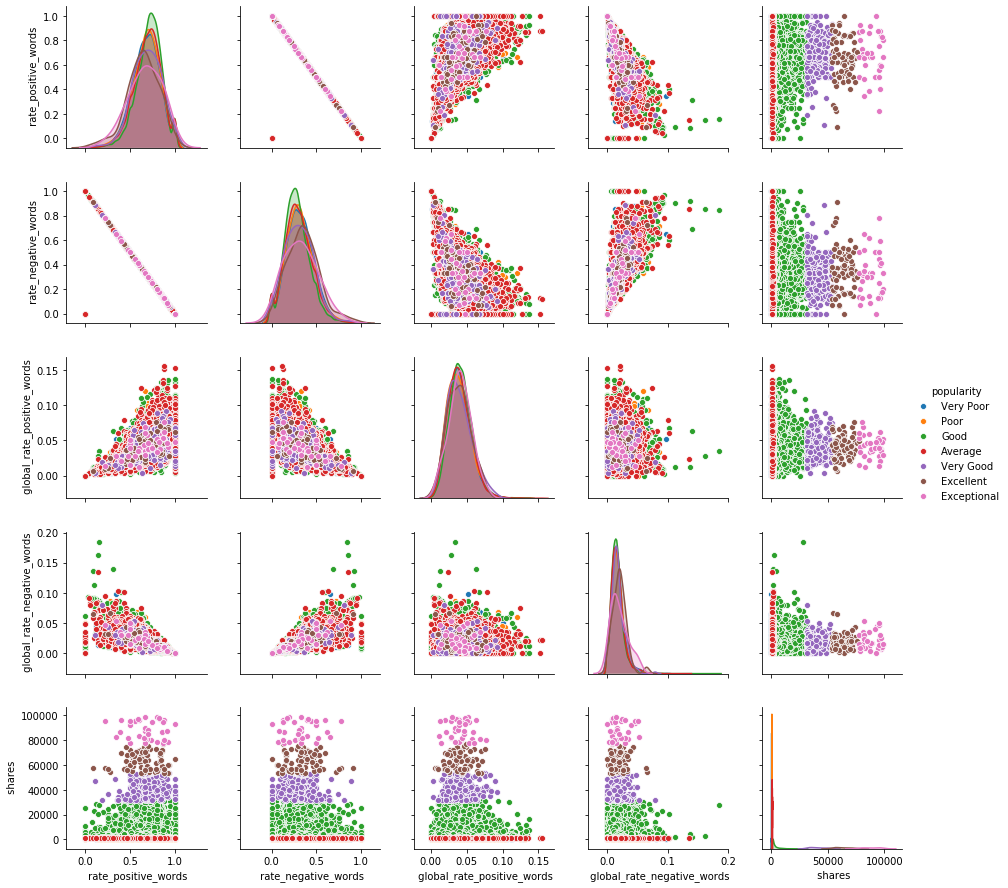 1.0
0.8
0.6
0.4
0.2
0.0
rate_positive_words
1.0
0.8
0.6
0.4
0.2
0.0
rate_negative_words
0.15
0.10
0.05
0.00
global_rate_positive_words
popularity
Very Poor
Poor
Good
Average
Very Good
Excellent
Exceptional
0.20
0.15
0.10
0.05
0.00
global_rate_negative_words
100000
80000
60000
40000
20000
0
shares
0.0 0.5 1.0 0.0 0.5 1.0 0.00 0.05 0.10 0.15 0.0 0.1 0.2 0 50000 100000
rate_positive_words rate_negative_words global_rate_positive_words global_rate_negative_words shares